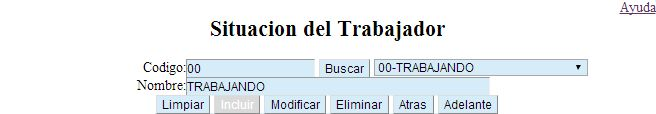 Ayuda
Situacion del Trabajador
Codigo: 00 Buscar 00-TRABAJANDO
Nombre: TRABAJANDO
Limpiar Incluir Modificar Eliminar Atras Adelante